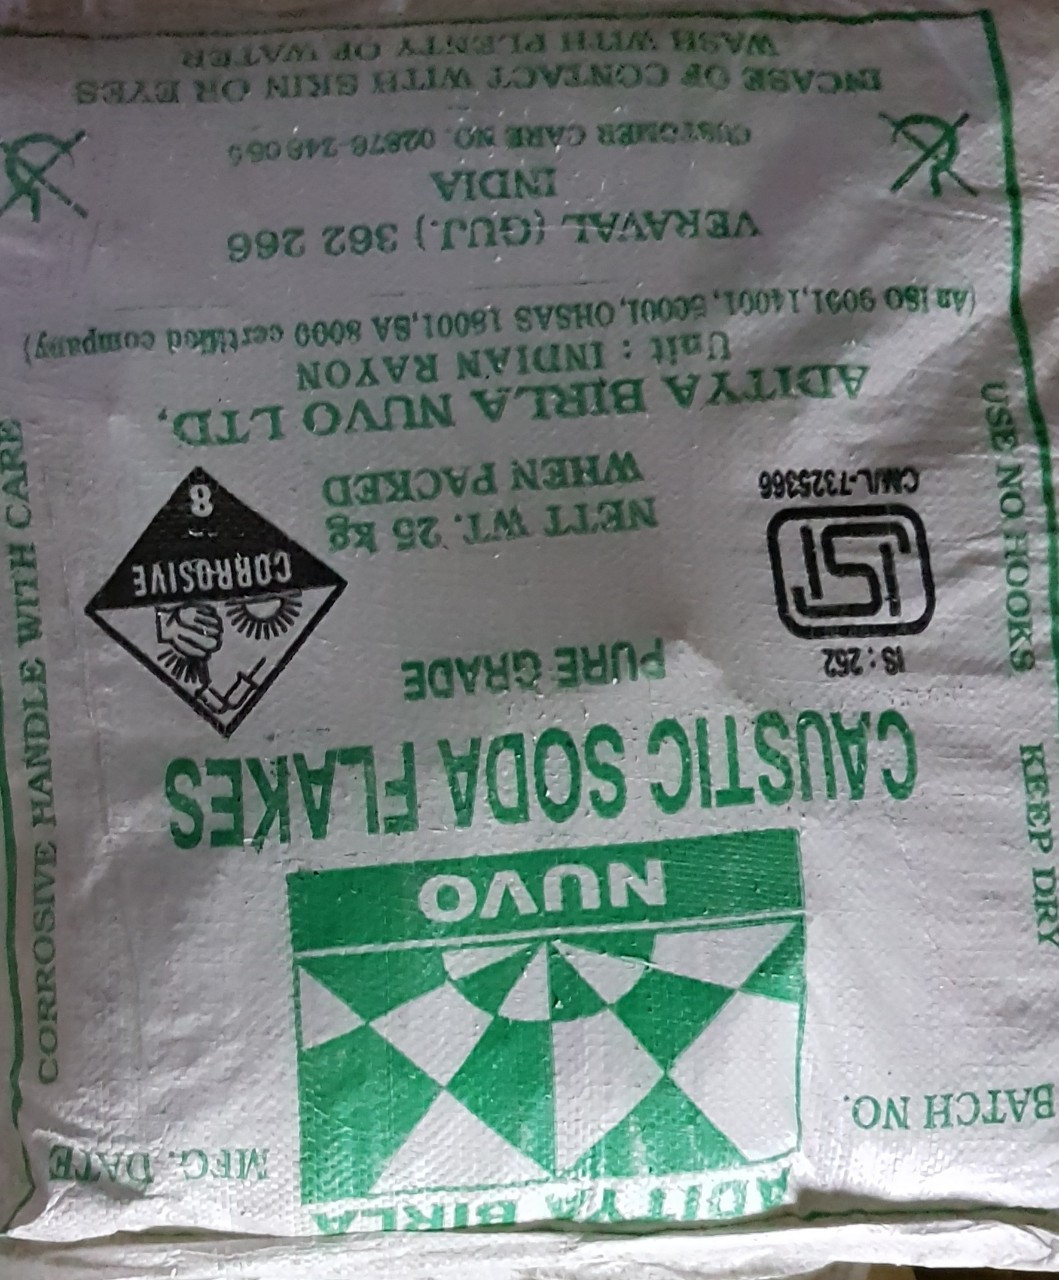 ADITYA BIRLA
NUVO
MFG. DATE
BATCH NO.
CAUSTIC SODA FLAKES
PURE GRADE
IS : 252
CM/L-7325366
CORROSIVE
8
NETT WT. 25 kg
WHEN PACKED
ADITYA BIRLA NUVO LTD.
Unit : INDIAN RAYON
(An ISO 9001,14001, 50001, OHSAS 18001,SA 8000 certified company)
VERAVAL (GUJ.) 362 266
INDIA
CUSTOMER CARE NO. 02876-248
INCASE OF CONTACT WITH SKIN OR EYES
WASH WITH PLENTY OF WATER
CORROSIVE HANDLE WITH CARE
USE NO HOOKS
KEEP DRY